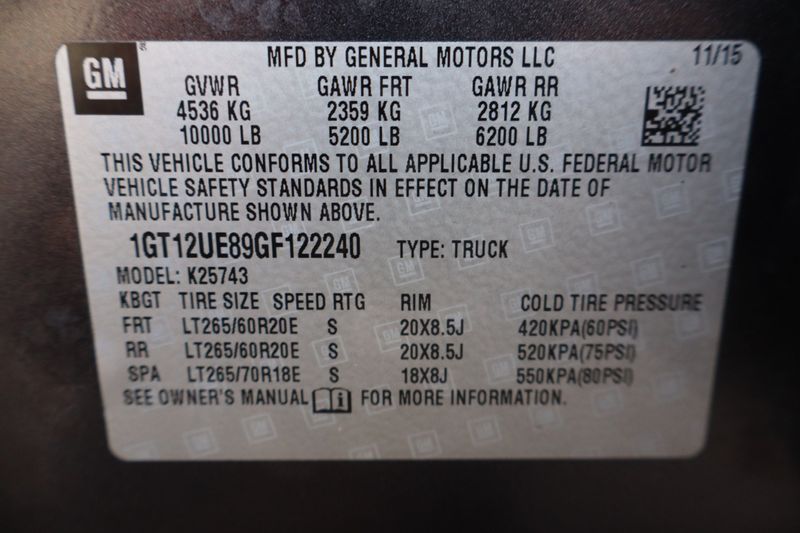 GM
MFD BY GENERAL MOTORS LLC 11/15
GVWR GAWR FRT GAWR RR
4536 KG 2359 KG 2812 KG
10000 LB 5200 LB 6200 LB
THIS VEHICLE CONFORMS TO ALL APPLICABLE U.S. FEDERAL MOTOR
VEHICLE SAFETY STANDARDS IN EFFECT ON THE DATE OF
MANUFACTURE SHOWN ABOVE.
1GT12UE89GF122240 TYPE: TRUCK
MODEL: K25743
KBGT TIRE SIZE SPEED RTG RIM COLD TIRE PRESSURE
FRT LT265/60R20E S 20X8.5J 420KPA(60PSI)
RR LT265/60R20E S 20X8.5J 520KPA(75PSI)
SPA LT265/70R18E S 18X8J 550KPA(80PSI)
SEE OWNER'S MANUAL i FOR MORE INFORMATION.